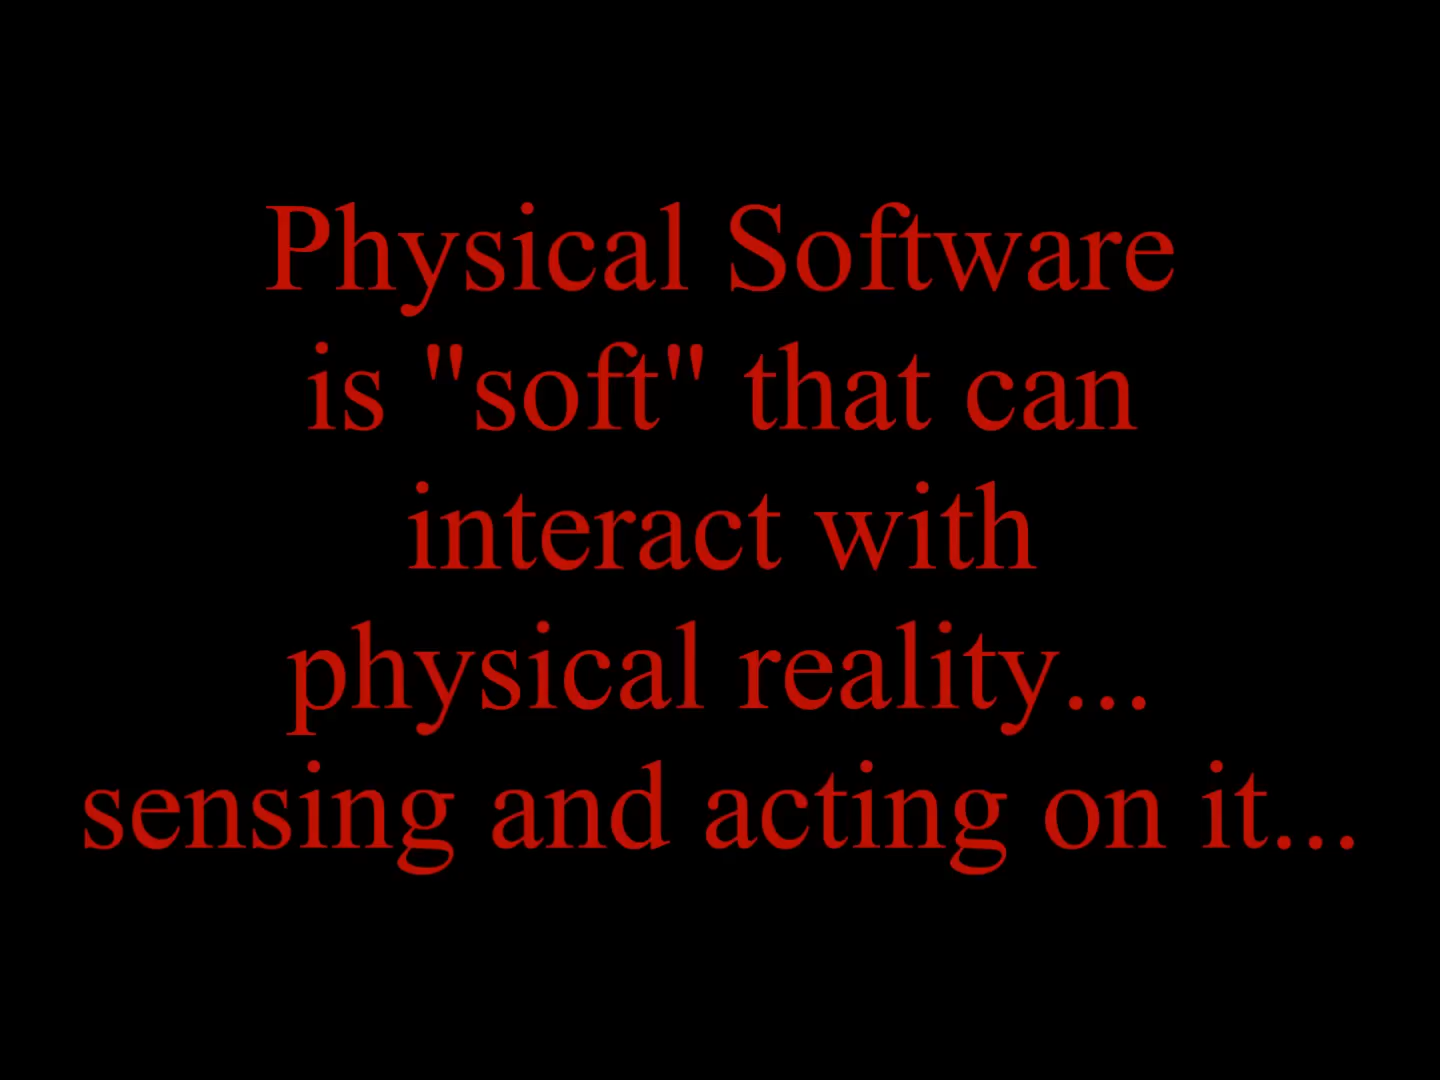 Physical Software
is "soft" that can
interact with
physical reality...
sensing and acting on it...